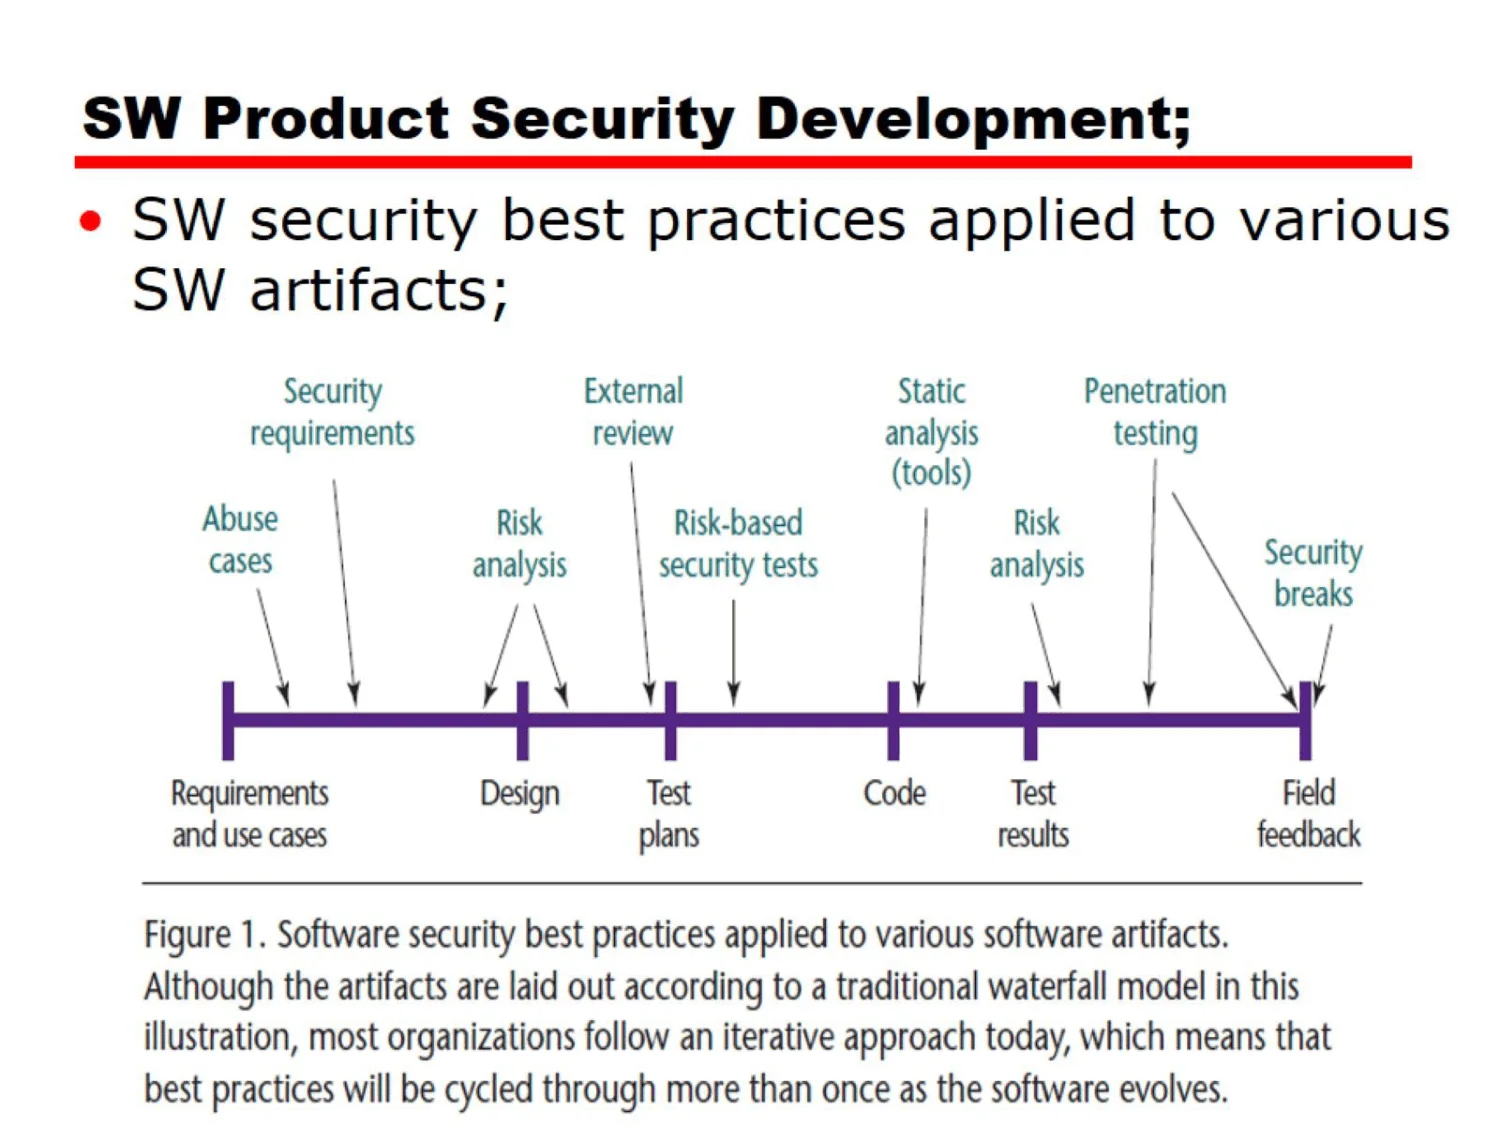 SW Product Security Development;
• SW security best practices applied to various
SW artifacts;
Security
requirements
External
review
Static
analysis
(tools)
Penetration
testing
Abuse
cases
Risk
analysis
Risk-based
security tests
Risk
analysis
Security
breaks
Requirements
and use cases
Design
Test
plans
Code
Test
results
Field
feedback
Figure 1. Software security best practices applied to various software artifacts.
Although the artifacts are laid out according to a traditional waterfall model in this
illustration, most organizations follow an iterative approach today, which means that
best practices will be cycled through more than once as the software evolves.